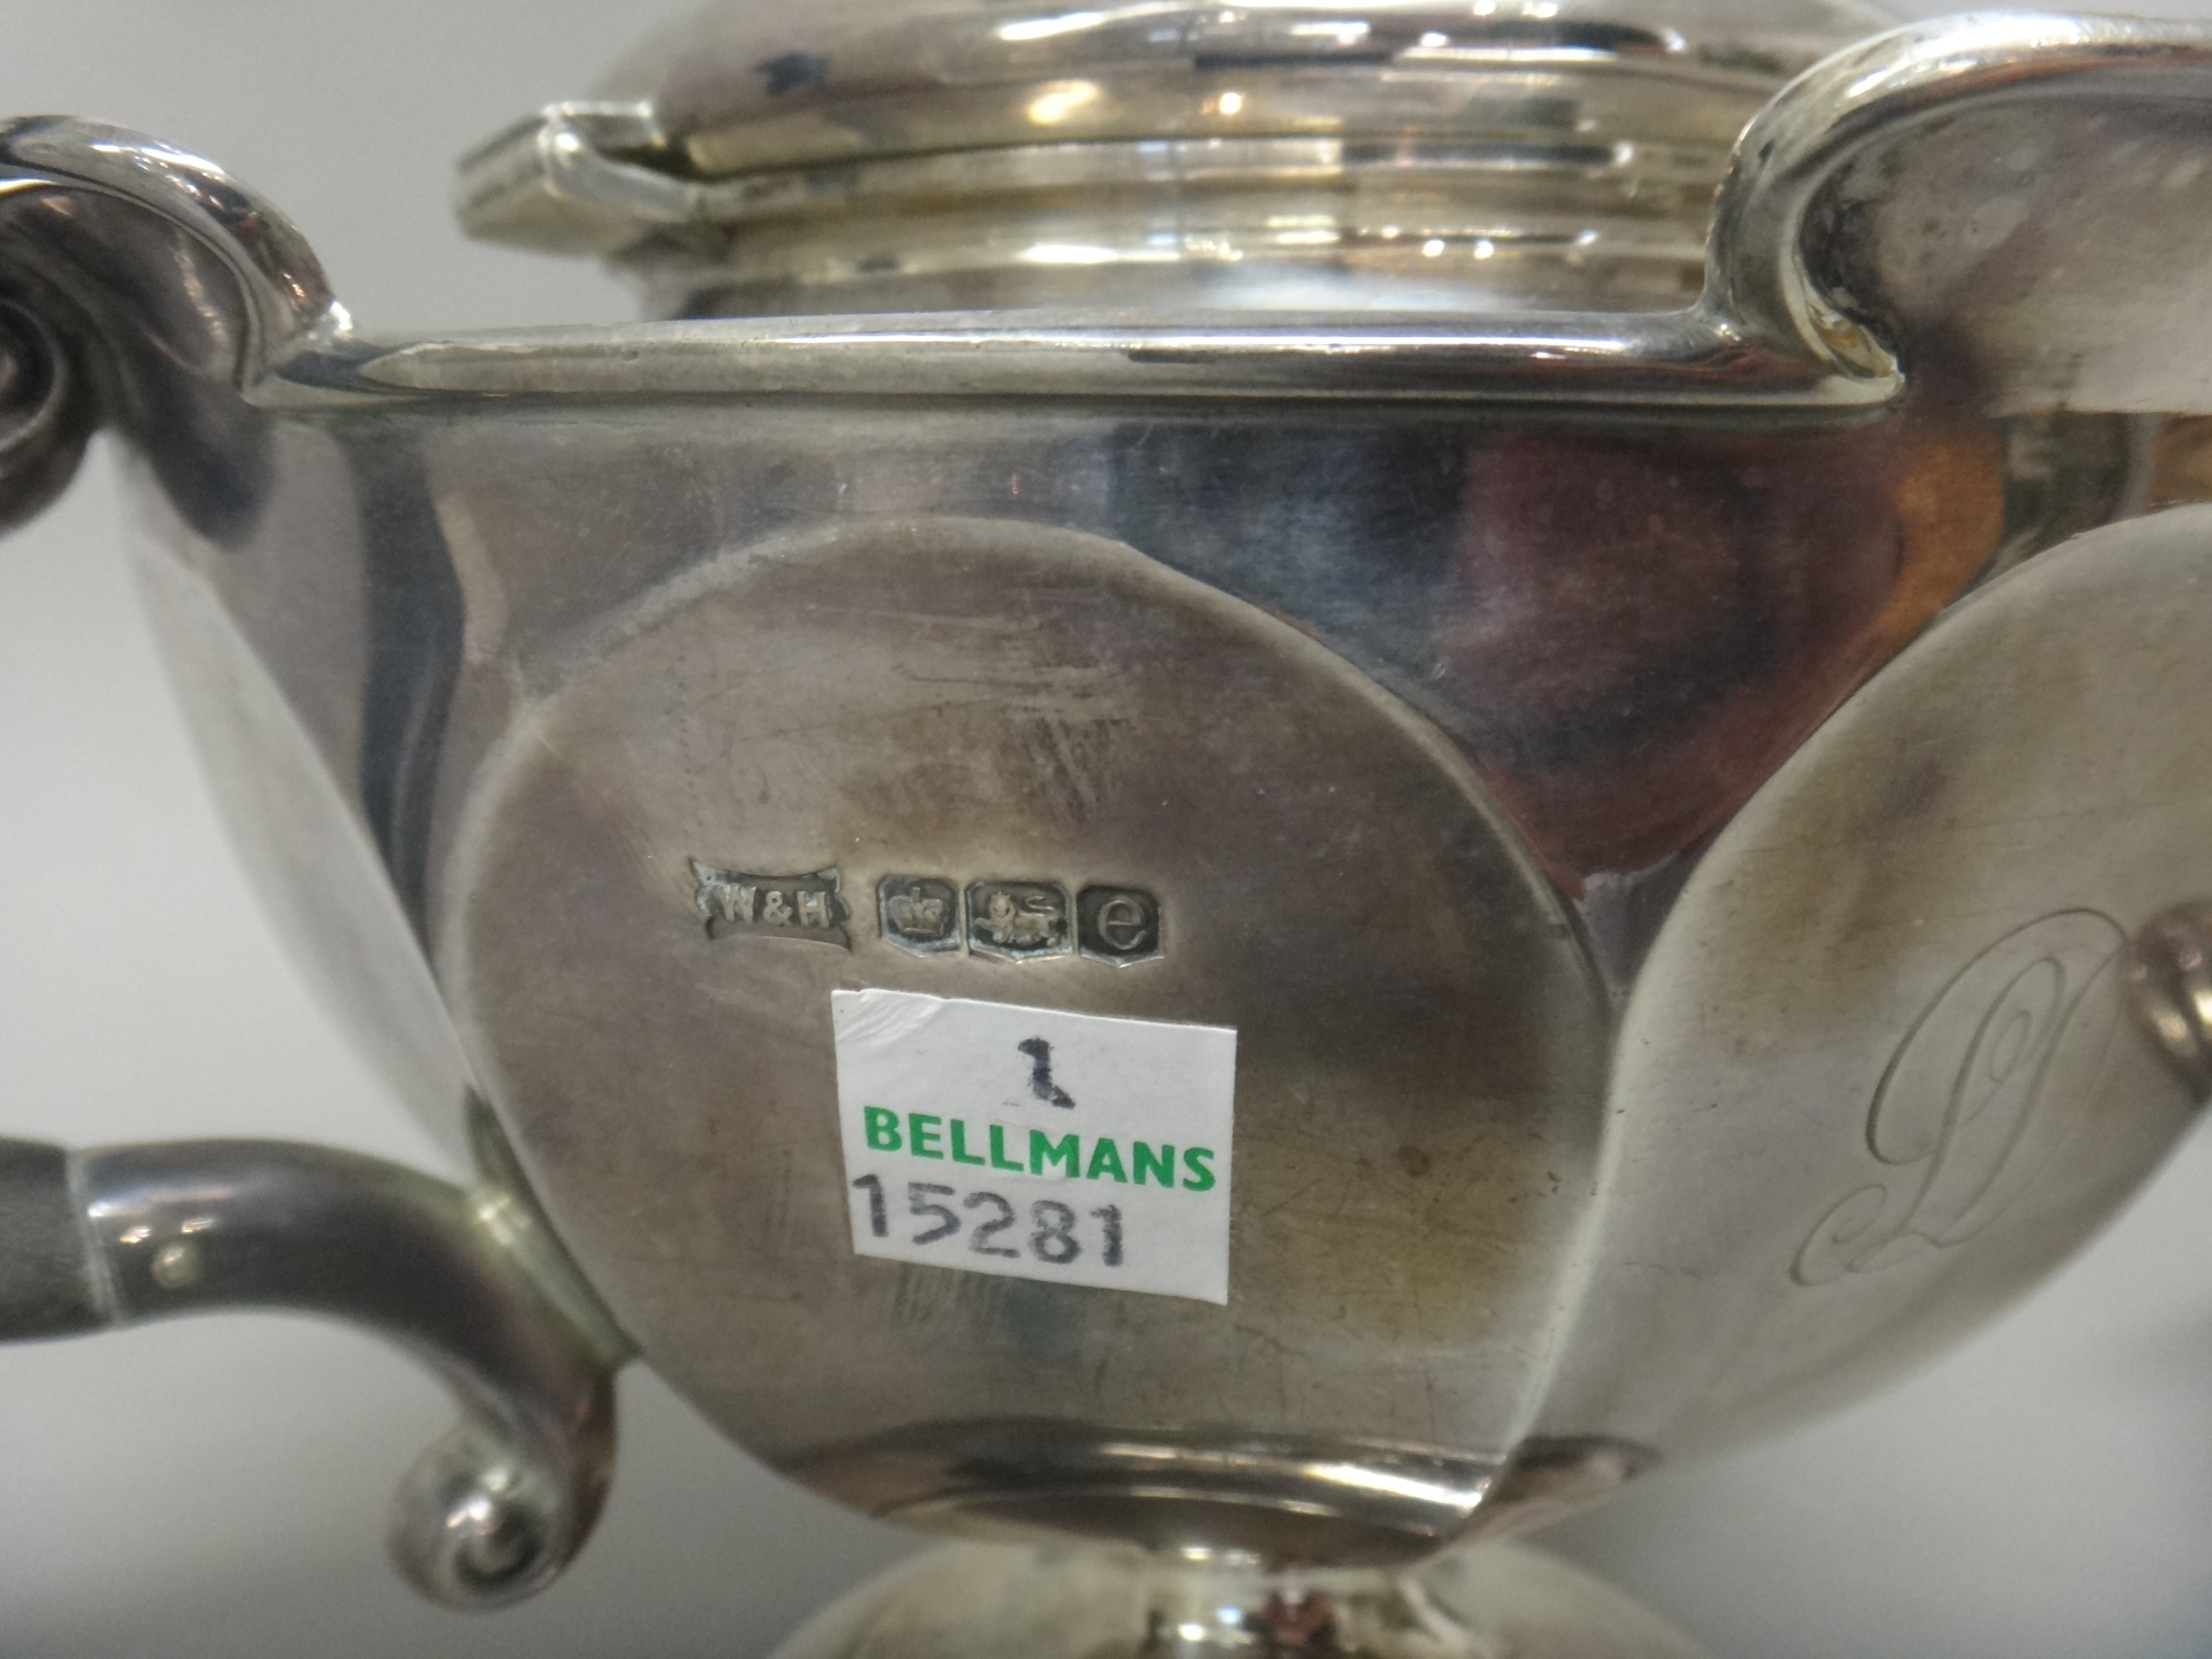 W&H e
1
BELLMANS
15281
D